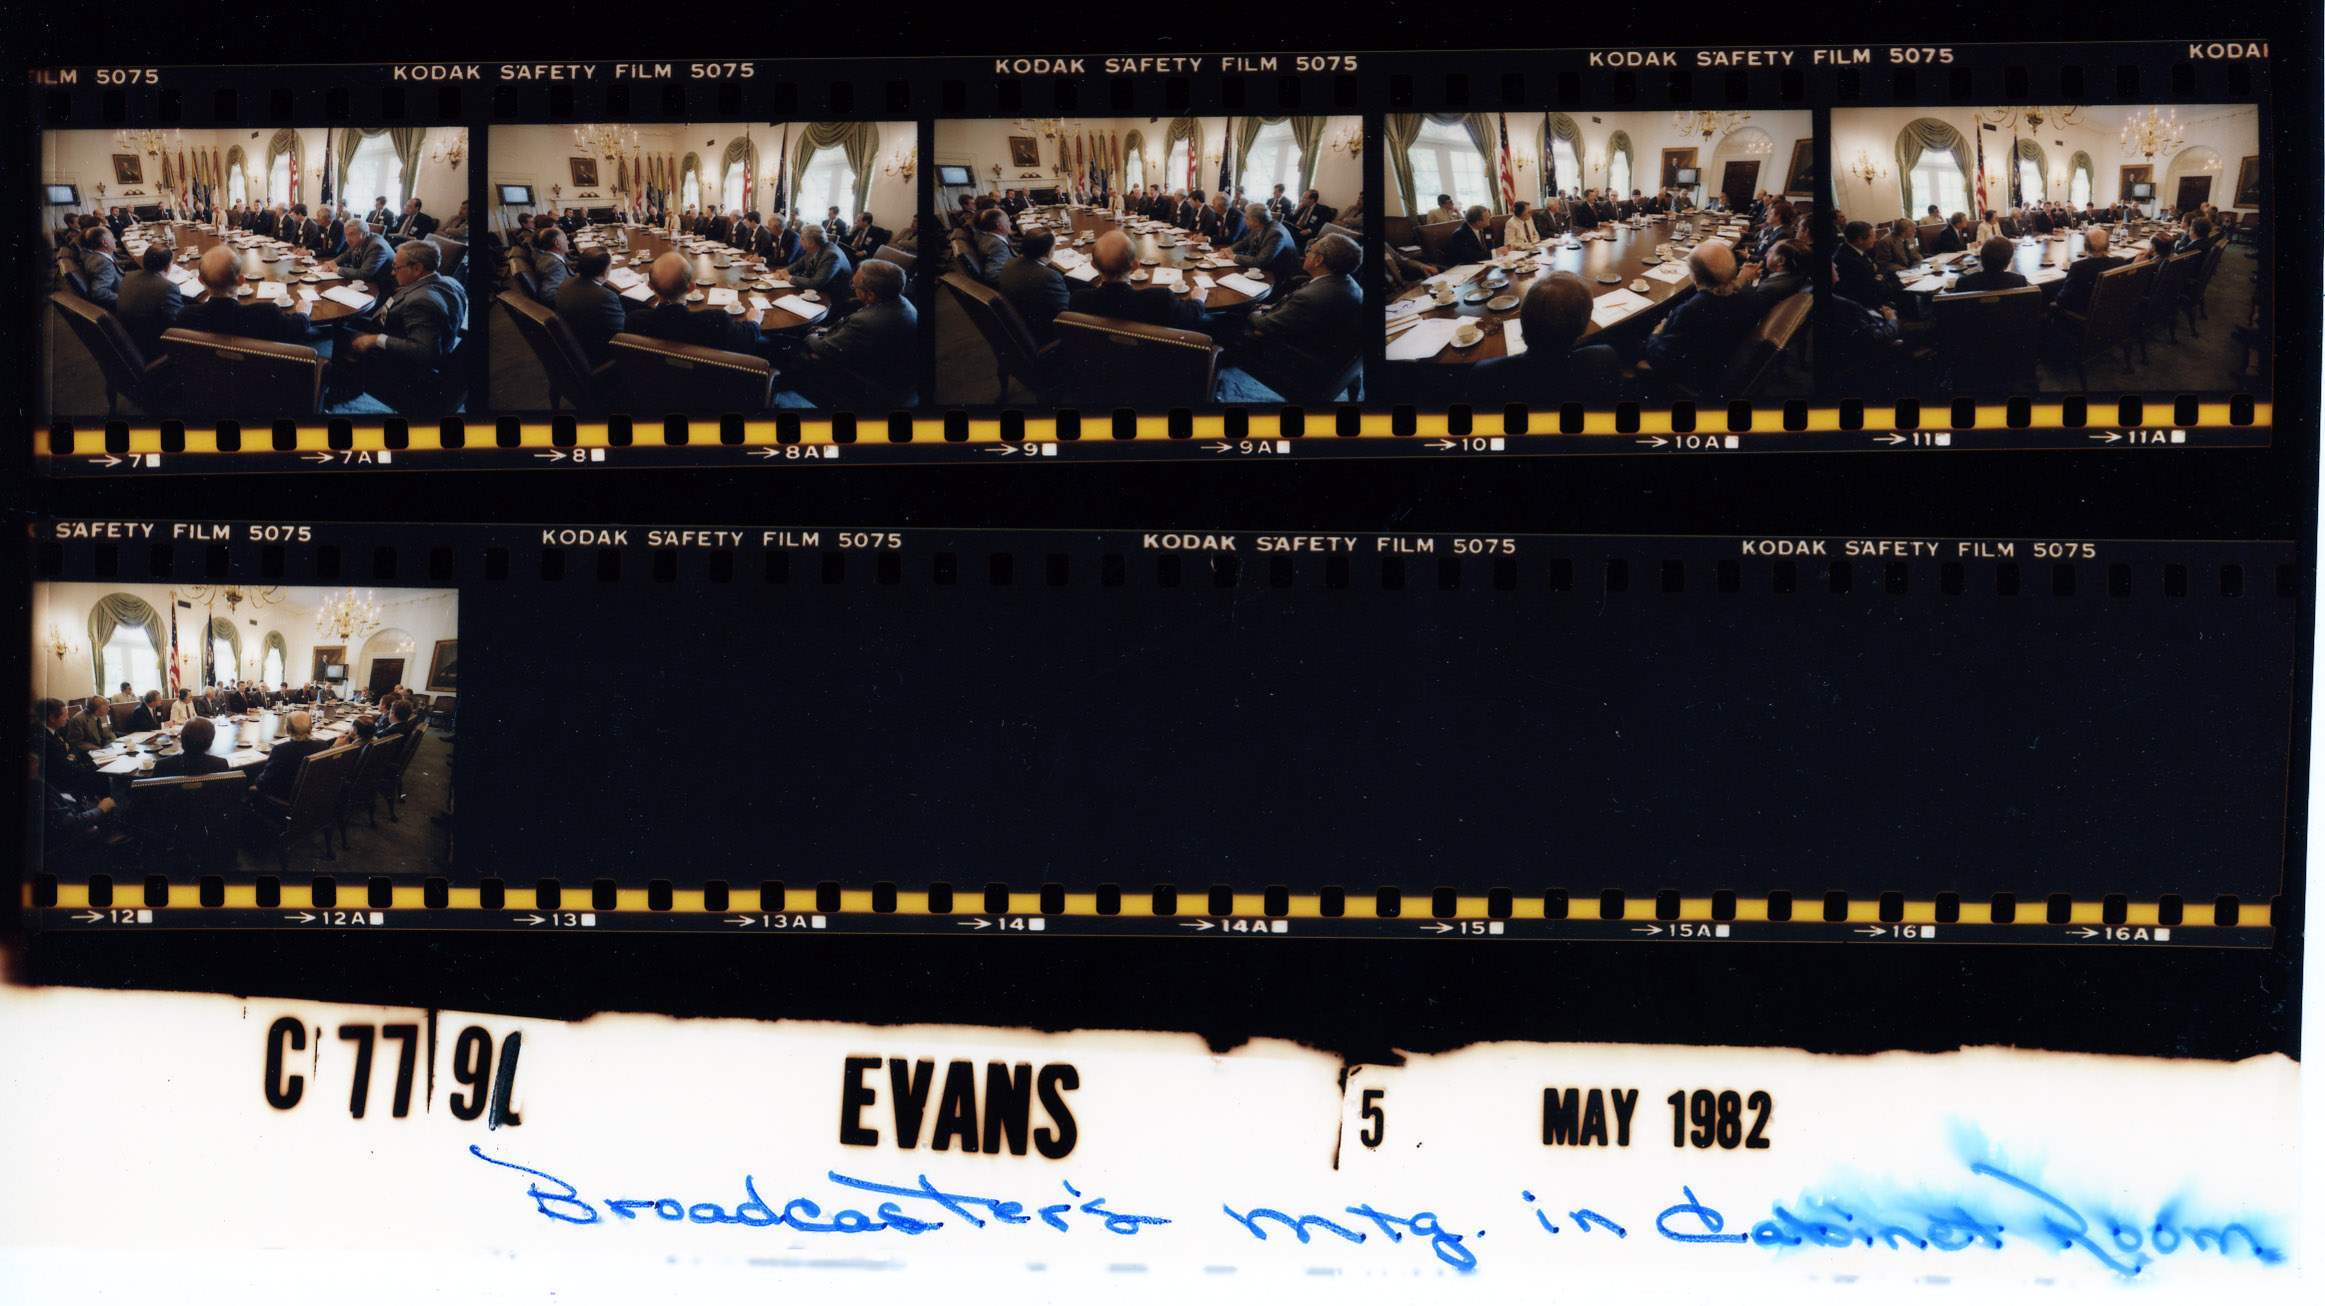 ILM 5075 KODAK SAFETY FILM 5075 KODAK SAFETY FILM 5075 KODAK SAFETY FILM 5075 KODAK
→7 →7A →8 →8A →9 →9A →10 →10A →11 →11A
SAFETY FILM 5075 KODAK SAFETY FILM 5075 KODAK SAFETY FILM 5075 KODAK SAFETY FILM 5075
→12 →12A →13 →13A →14 →14A →15 →15A →16 →16A
EVANS 5 MAY 1982
Broadcaster's mtg. in Cabinet Room